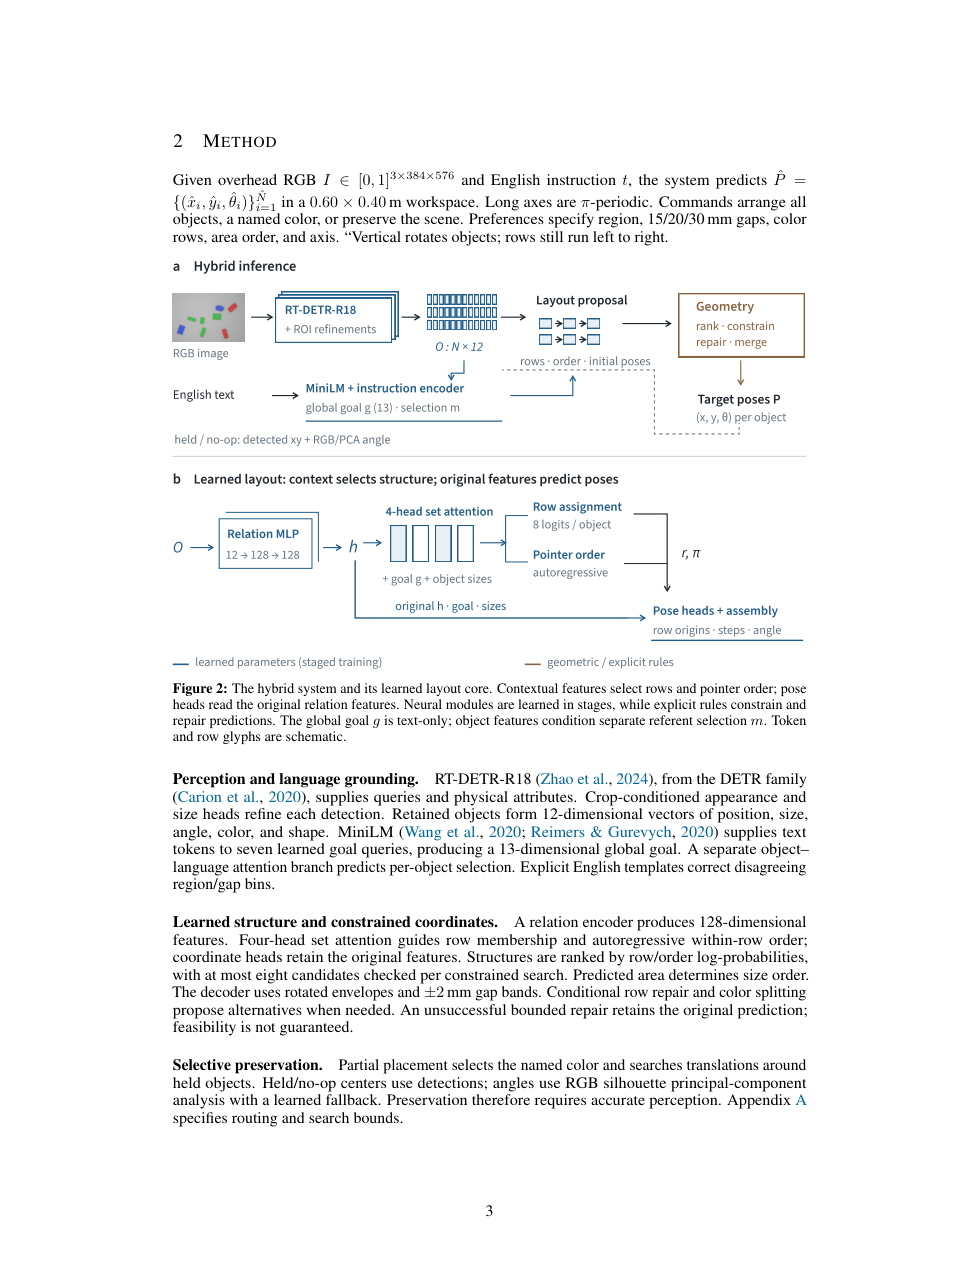 2 METHOD
Given overhead RGB I ∈ [0, 1]^{3×384×576} and English instruction t, the system predicts P̂ =
{(x̂_i, ŷ_i, θ̂_i)}_{i=1}^{N̂} in a 0.60 × 0.40 m workspace. Long axes are π-periodic. Commands arrange all
objects, a named color, or preserve the scene. Preferences specify region, 15/20/30 mm gaps, color
rows, area order, and axis. “Vertical rotates objects; rows still run left to right.
a Hybrid inference
RGB image
RT-DETR-R18
+ ROI refinements
O : N × 12
Layout proposal
rows · order · initial poses
Geometry
rank · constrain
repair · merge
English text
MiniLM + instruction encoder
global goal g (13) · selection m
Target poses P
(x, y, θ) per object
held / no-op: detected xy + RGB/PCA angle
b Learned layout: context selects structure; original features predict poses
O
Relation MLP
12 → 128 → 128
h
4-head set attention
+ goal g + object sizes
Row assignment
8 logits / object
Pointer order
autoregressive
r, π
original h · goal · sizes
Pose heads + assembly
row origins · steps · angle
learned parameters (staged training)
geometric / explicit rules
Figure 2: The hybrid system and its learned layout core. Contextual features select rows and pointer order; pose
heads read the original relation features. Neural modules are learned in stages, while explicit rules constrain and
repair predictions. The global goal g is text-only; object features condition separate referent selection m. Token
and row glyphs are schematic.
Perception and language grounding. RT-DETR-R18 (Zhao et al., 2024), from the DETR family
(Carion et al., 2020), supplies queries and physical attributes. Crop-conditioned appearance and
size heads refine each detection. Retained objects form 12-dimensional vectors of position, size,
angle, color, and shape. MiniLM (Wang et al., 2020; Reimers & Gurevych, 2020) supplies text
tokens to seven learned goal queries, producing a 13-dimensional global goal. A separate object–
language attention branch predicts per-object selection. Explicit English templates correct disagreeing
region/gap bins.
Learned structure and constrained coordinates. A relation encoder produces 128-dimensional
features. Four-head set attention guides row membership and autoregressive within-row order;
coordinate heads retain the original features. Structures are ranked by row/order log-probabilities,
with at most eight candidates checked per constrained search. Predicted area determines size order.
The decoder uses rotated envelopes and ±2 mm gap bands. Conditional row repair and color splitting
propose alternatives when needed. An unsuccessful bounded repair retains the original prediction;
feasibility is not guaranteed.
Selective preservation. Partial placement selects the named color and searches translations around
held objects. Held/no-op centers use detections; angles use RGB silhouette principal-component
analysis with a learned fallback. Preservation therefore requires accurate perception. Appendix A
specifies routing and search bounds.
3